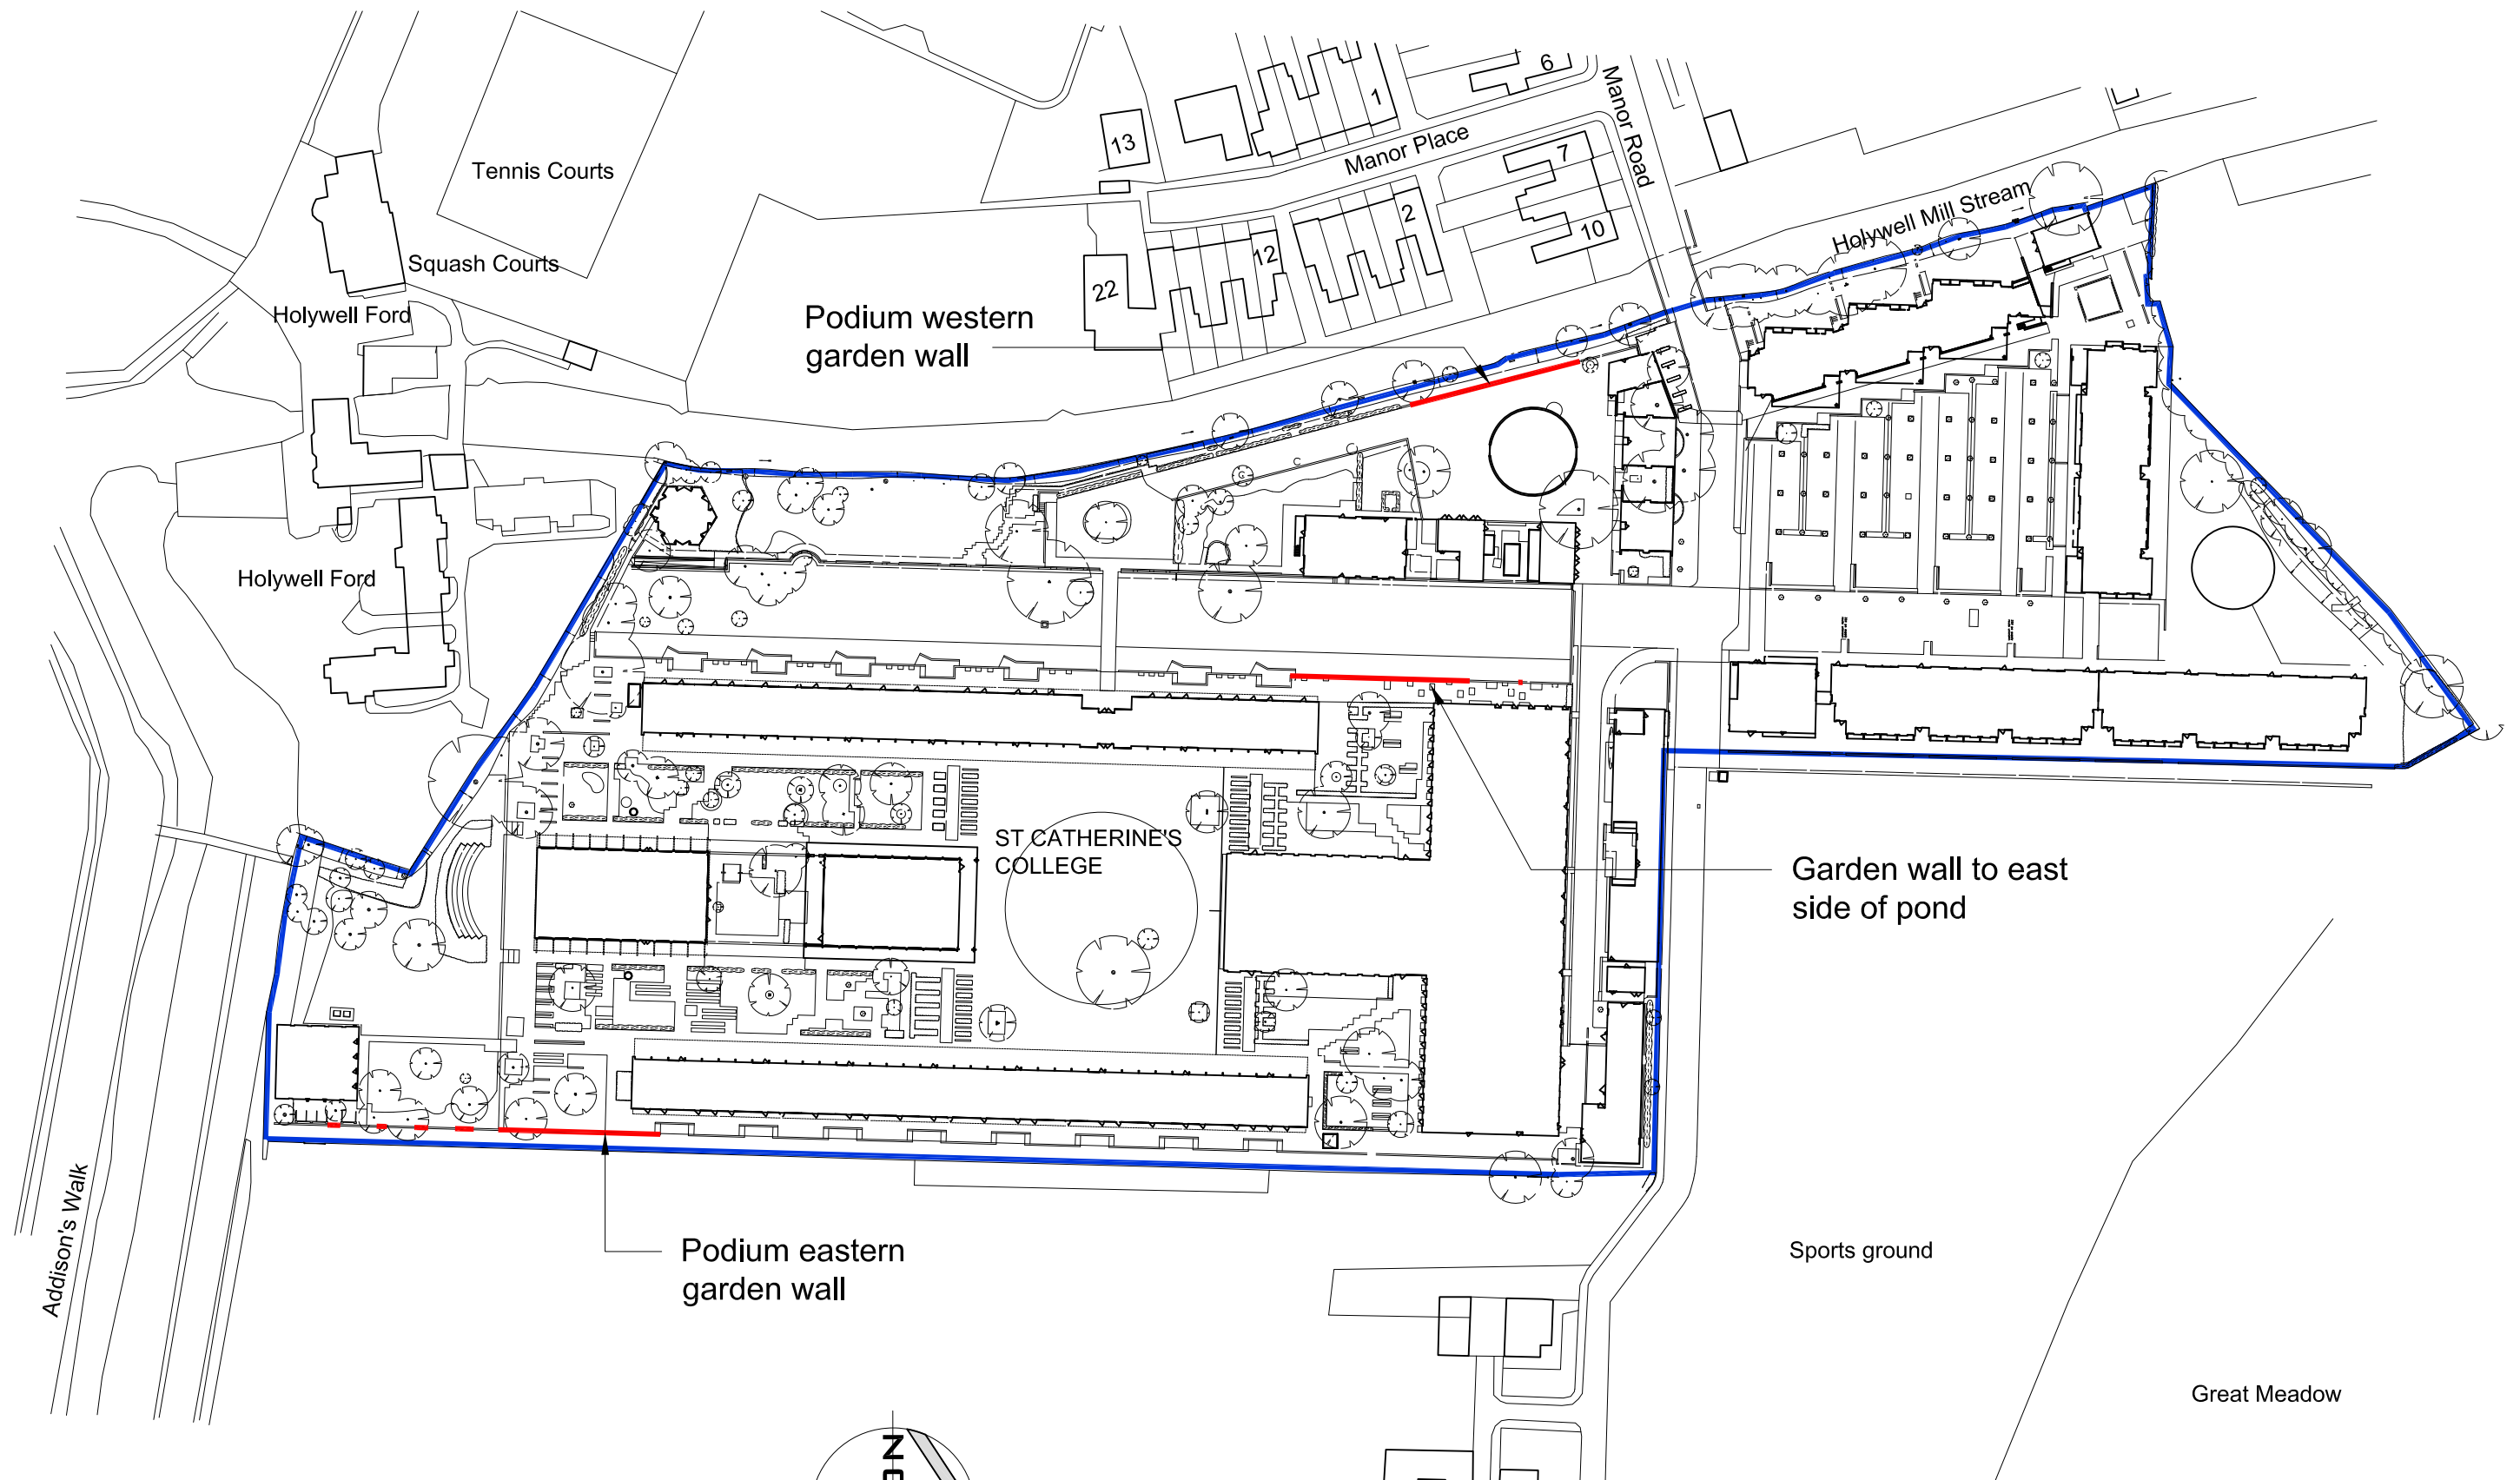 6
1
13
Manor Road
Manor Place
7
Tennis Courts
2
10
Holywell Mill Stream
12
Squash Courts
22
Holywell Ford
Podium western
garden wall
Holywell Ford
ST CATHERINE'S
COLLEGE
Garden wall to east
side of pond
Addison's Walk
Podium eastern
garden wall
Sports ground
Great Meadow